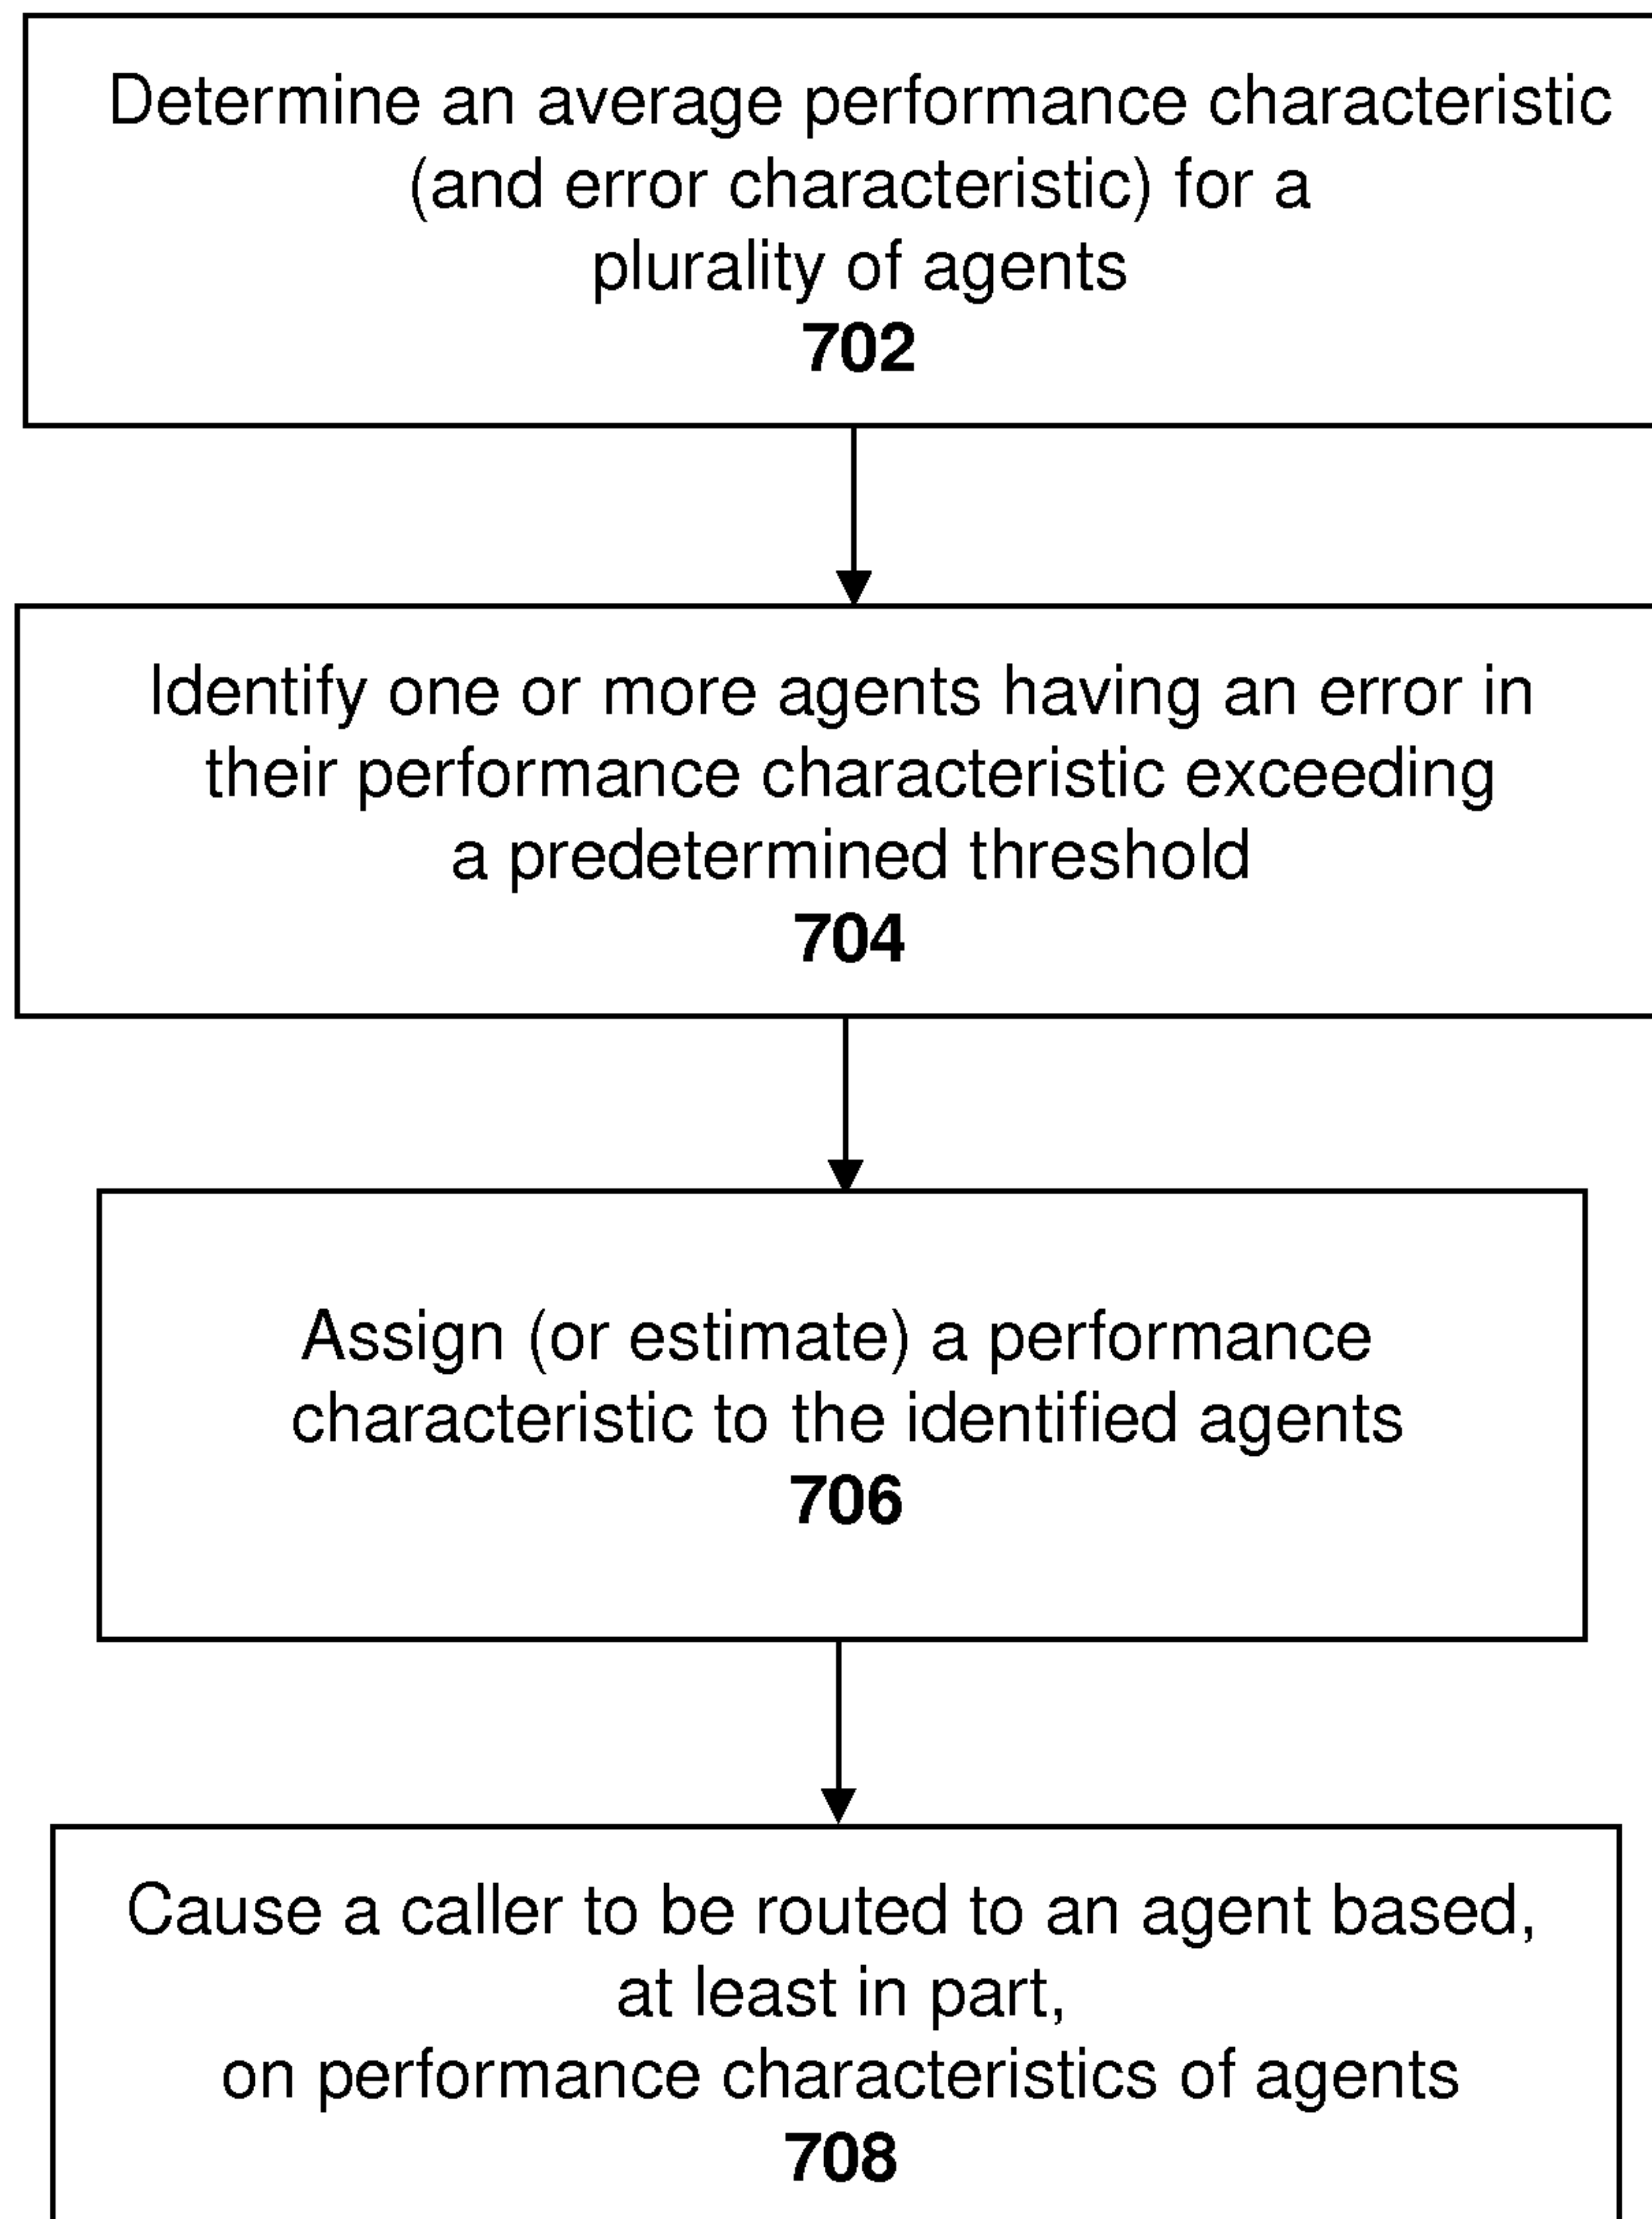 Determine an average performance characteristic
(and error characteristic) for a
plurality of agents
702
Identify one or more agents having an error in
their performance characteristic exceeding
a predetermined threshold
704
Assign (or estimate) a performance
characteristic to the identified agents
706
Cause a caller to be routed to an agent based,
at least in part,
on performance characteristics of agents
708